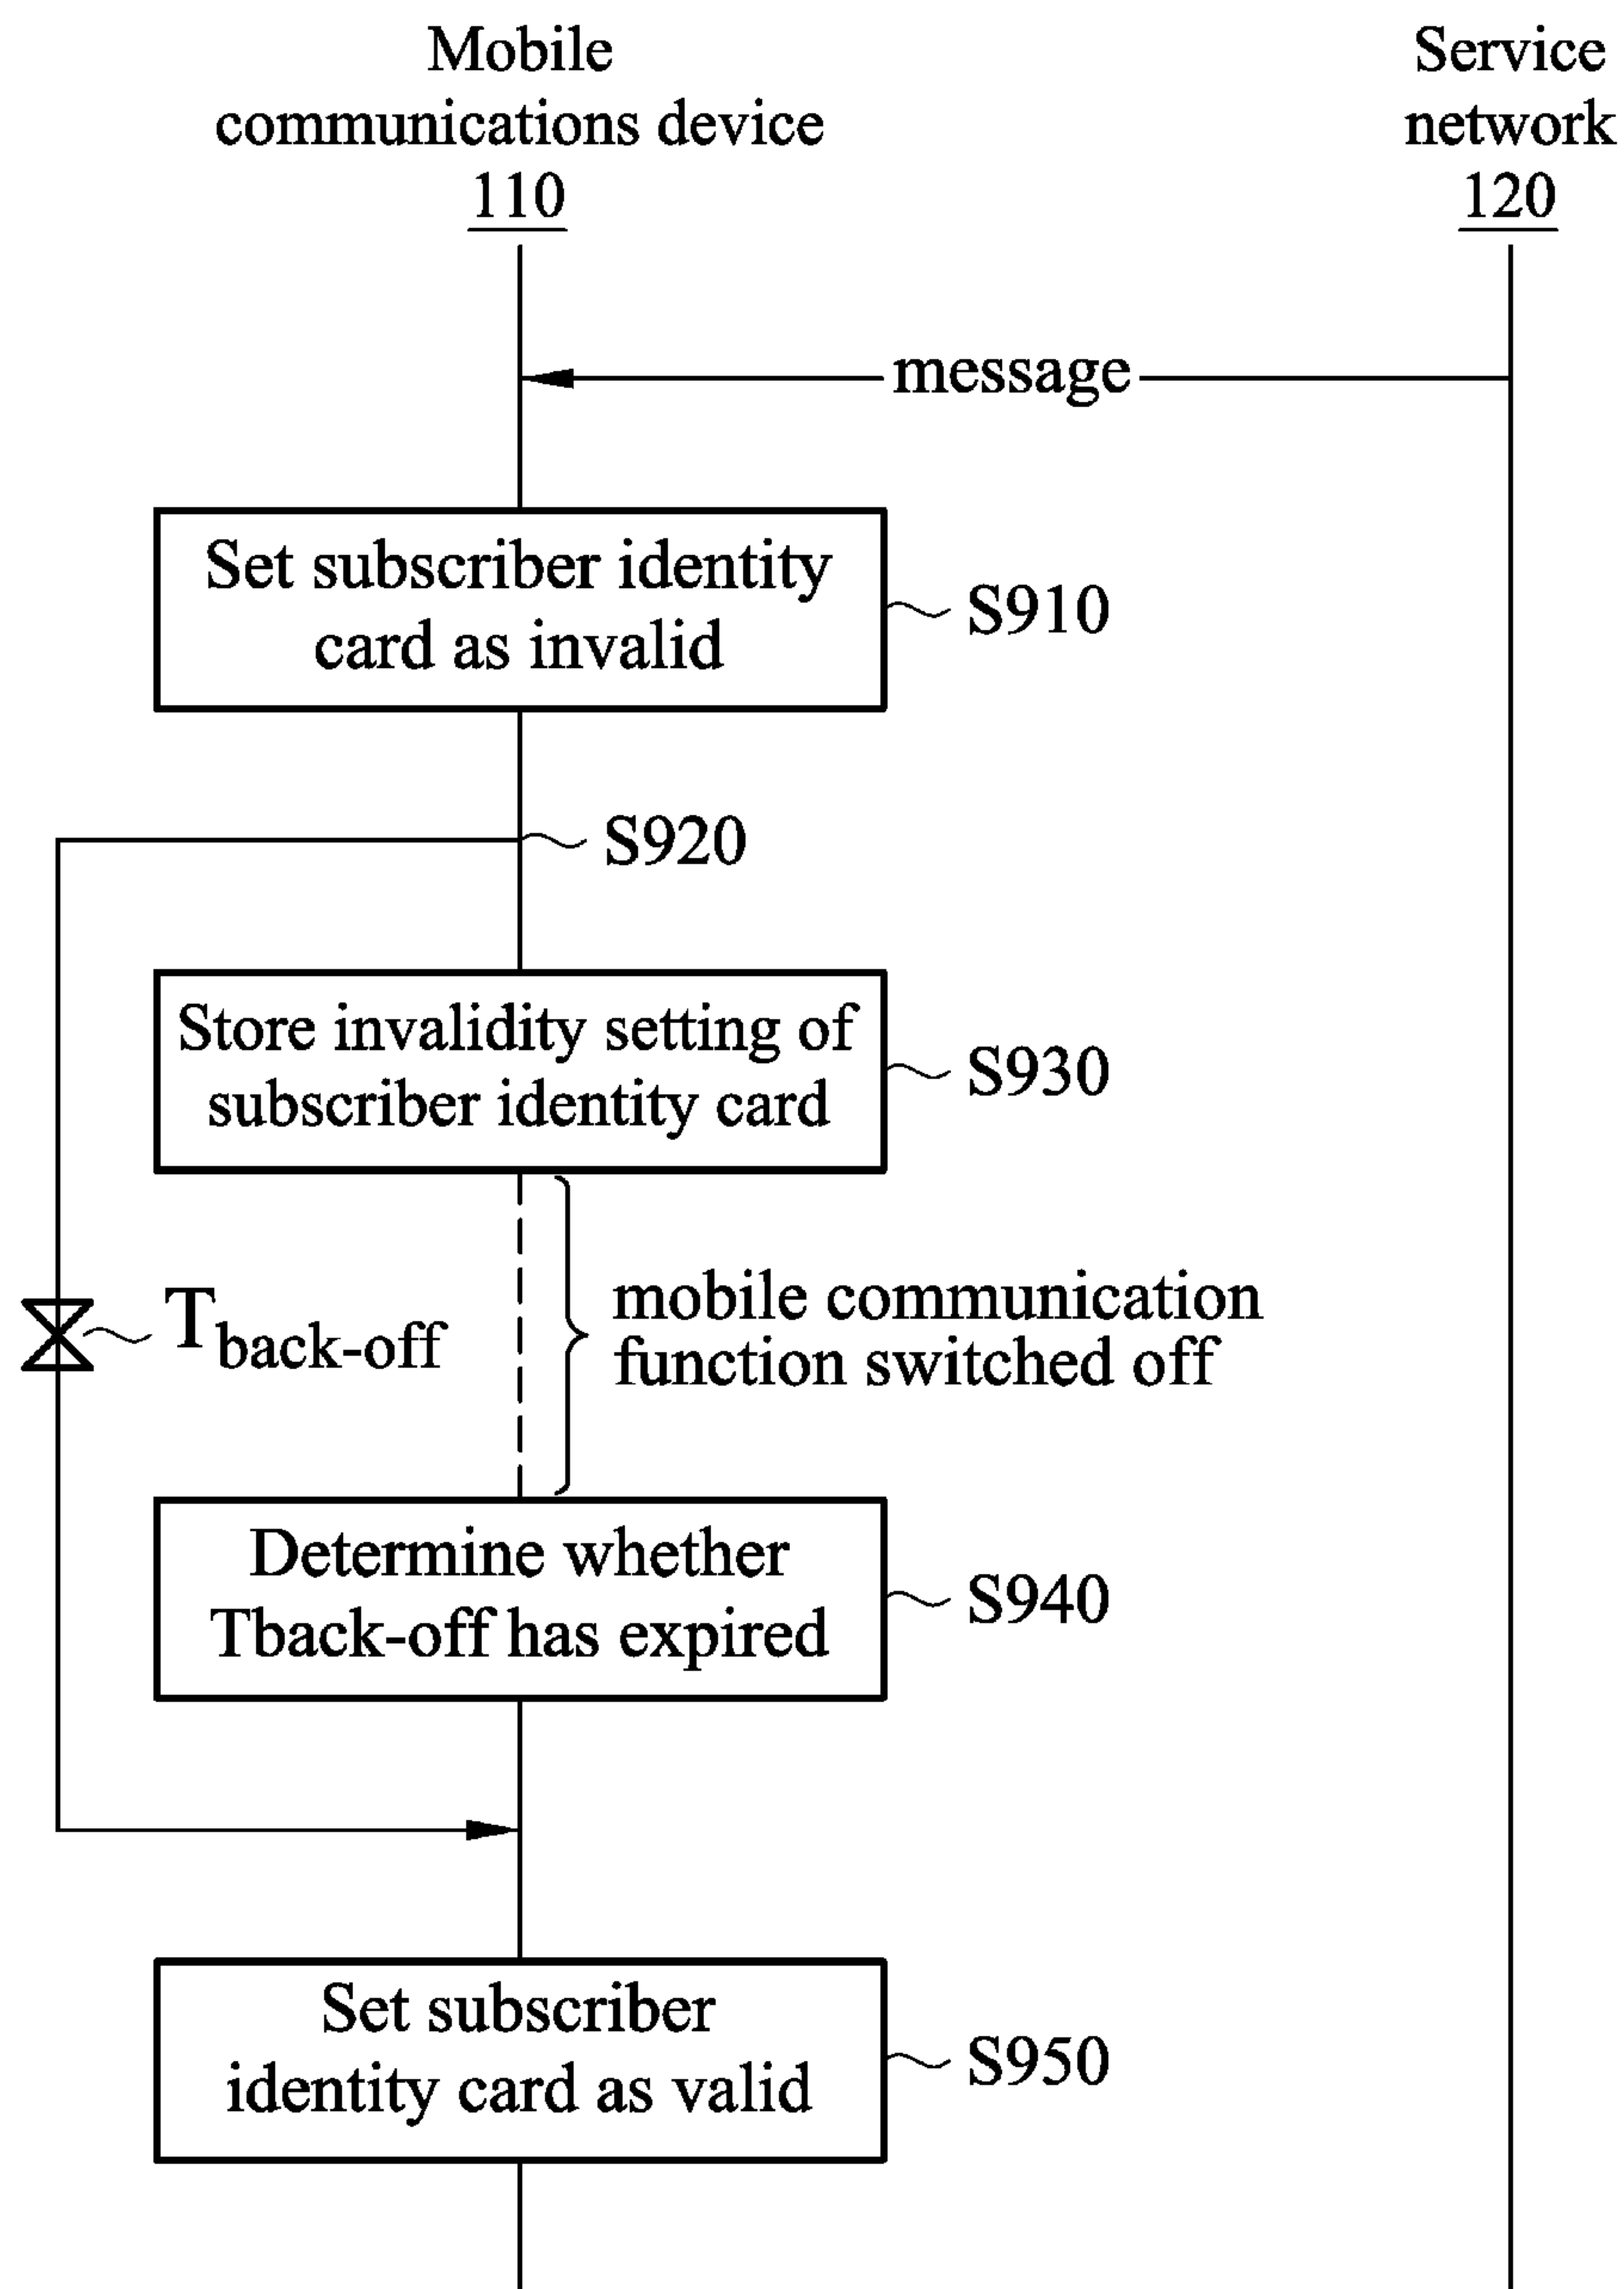 Mobile
communications device
110
Service
network
120
message
Set subscriber identity
card as invalid
S910
S920
Store invalidity setting of
subscriber identity card
S930
Tback-off
mobile communication
function switched off
Determine whether
Tback-off has expired
S940
Set subscriber
identity card as valid
S950